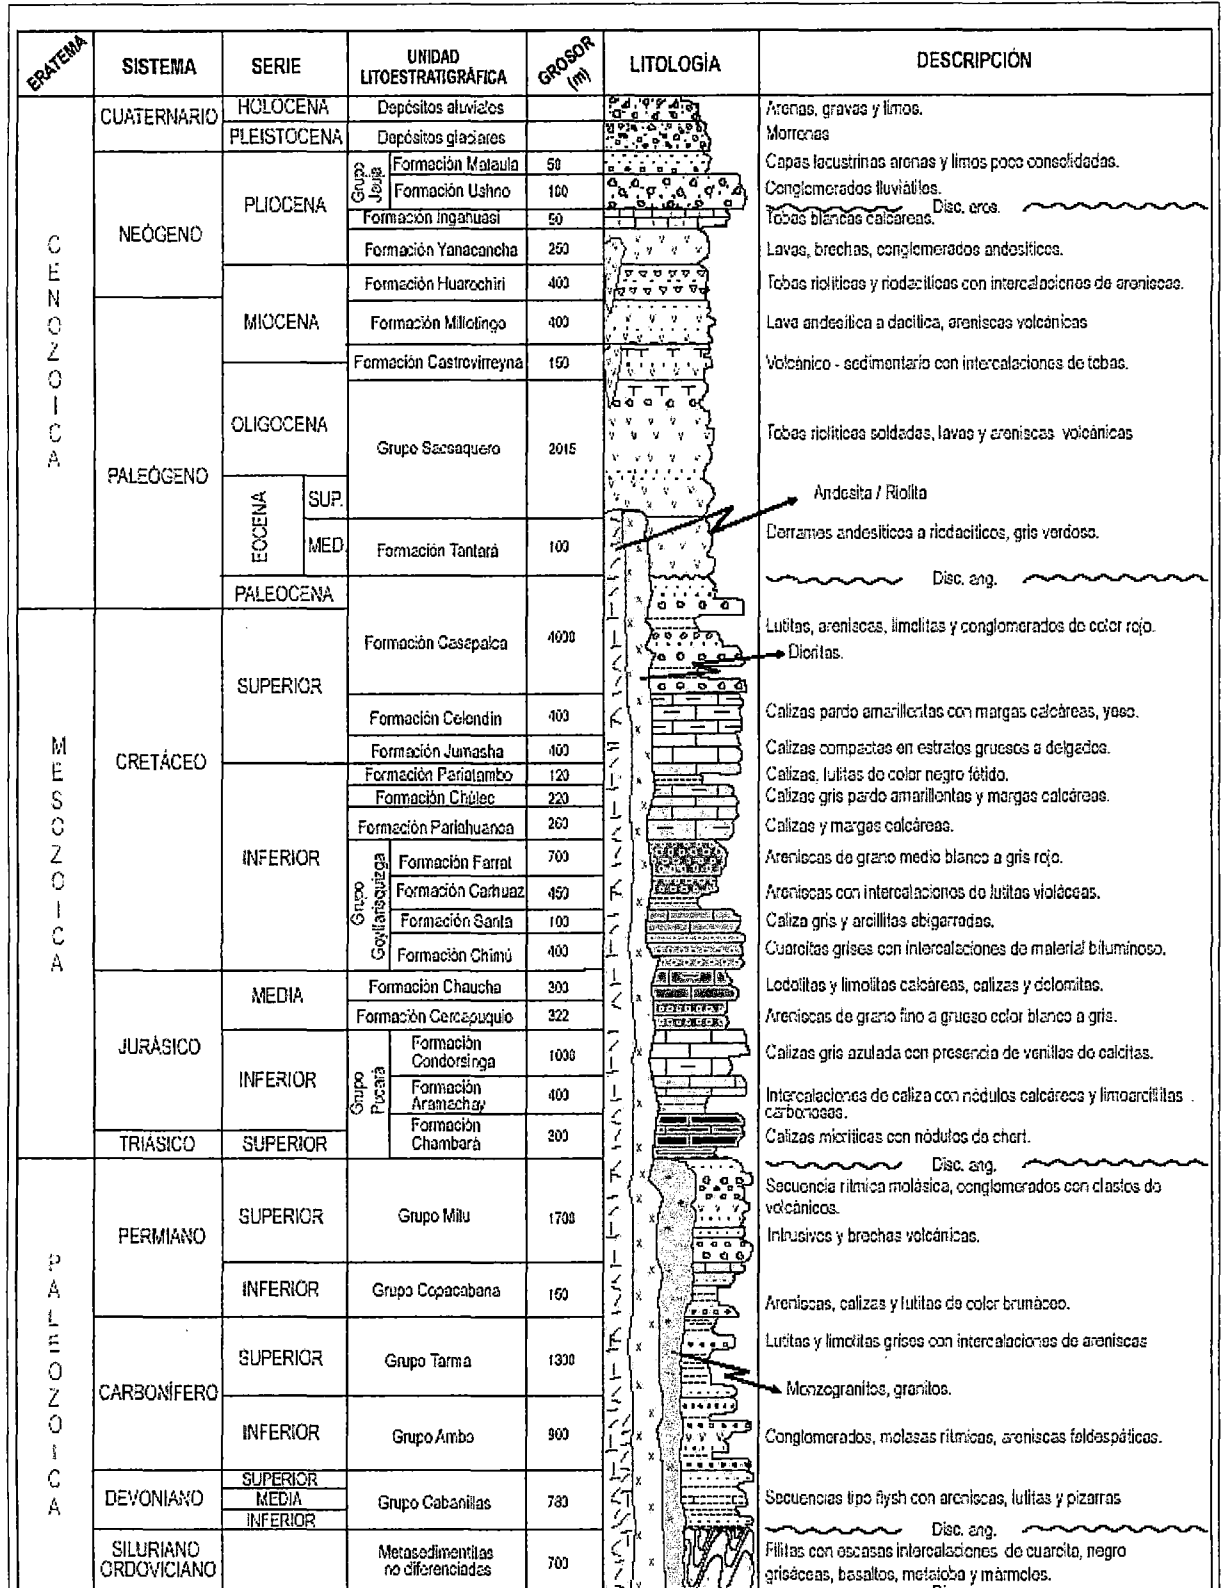 ERATEMA SISTEMA SERIE UNIDAD LITOESTRATIGRÁFICA GROSOR (m) LITOLOGÍA DESCRIPCIÓN
CENOZOICA
CUATERNARIO HOLOCENA Depósitos aluviales Arenas, gravas y limos.
PLEISTOCENA Depósitos glaciares Morrenas
NEÓGENO PLIOCENA Grupo Jauja Formación Mataula 50 Capas lacustrinas arenas y limos poco consolidadas.
Formación Ushno 100 Conglomerados fluviátiles.
Disc. eros.
Formación Ingahuasi 50 Tobas blancas calcáreas.
Formación Yanacancha 250 Lavas, brechas, conglomerados andesíticos.
MIOCENA Formación Huarochiri 400 Tobas riolíticas y riodacíticas con intercalaciones de areniscas.
Formación Millotingo 400 Lava andesítica a dacítica, areniscas volcánicas
PALEÓGENO Formación Castrovirreyna 150 Volcánico - sedimentario con intercalaciones de tobas.
OLIGOCENA Grupo Sacsaquero 2015 Tobas riolíticas soldadas, lavas y areniscas volcánicas
EOCENA SUP. Andesita / Riolita
MED. Formación Tantará 100 Derrames andesíticos a riodacíticos, gris verdoso.
Disc. ang.
PALEOCENA
MESOZOICA
CRETÁCEO SUPERIOR Formación Casapalca 4000 Lutitas, areniscas, limolitas y conglomerados de color rojo.
Dioritas.
Formación Celendín 400 Calizas pardo amarillentas con margas calcáreas, yeso.
Formación Jumasha 400 Calizas compactas en estratos gruesos a delgados.
INFERIOR Formación Pariatambo 120 Calizas, lutitas de color negro fétido.
Formación Chúlec 220 Calizas gris pardo amarillentas y margas calcáreas.
Formación Pariahuanca 260 Calizas y margas calcáreas.
Grupo Goyllarisquizga Formación Farrat 700 Areniscas de grano medio blanco a gris rojo.
Formación Carhuaz 450 Areniscas con intercalaciones de lutitas violáceas.
Formación Santa 100 Caliza gris y arcillitas abigarradas.
Formación Chimú 400 Cuarcitas grises con intercalaciones de material bituminoso.
JURÁSICO MEDIA Formación Chaucha 300 Lodolitas y limolitas calcáreas, calizas y dolomitas.
Formación Cercapuquio 322 Areniscas de grano fino a grueso color blanco a gris.
INFERIOR Grupo Pucará Formación Condorsinga 1000 Calizas gris azulada con presencia de venillas de calcitas.
Formación Aramachay 400 Intercalaciones de caliza con nódulos calcáreos y limoarcillitas carbonosas.
TRIÁSICO SUPERIOR Formación Chambará 300 Calizas micríticas con nódulos de chert.
Disc. ang.
PALEOZOICA
PERMIANO SUPERIOR Grupo Mitu 1700 Secuencia rítmica molásica, conglomerados con clastos de
volcánicos.
Intrusivos y brechas volcánicas.
INFERIOR Grupo Copacabana 150 Areniscas, calizas y lutitas de color brunáceo.
CARBONÍFERO SUPERIOR Grupo Tarma 1300 Lutitas y limolitas grises con intercalaciones de areniscas
Monzogranitos, granitos.
INFERIOR Grupo Ambo 900 Conglomerados, molasas rítmicas, areniscas feldespáticas.
DEVONIANO SUPERIOR
MEDIA Grupo Cabanillas 780 Secuencias tipo flysh con areniscas, lutitas y pizarras
INFERIOR
Disc. ang.
SILURIANO ORDOVICIANO Metasedimentitas no diferenciadas 700 Filitas con escasas intercalaciones de cuarcita, negro
grisáceas, basaltos, metatoba y mármoles.